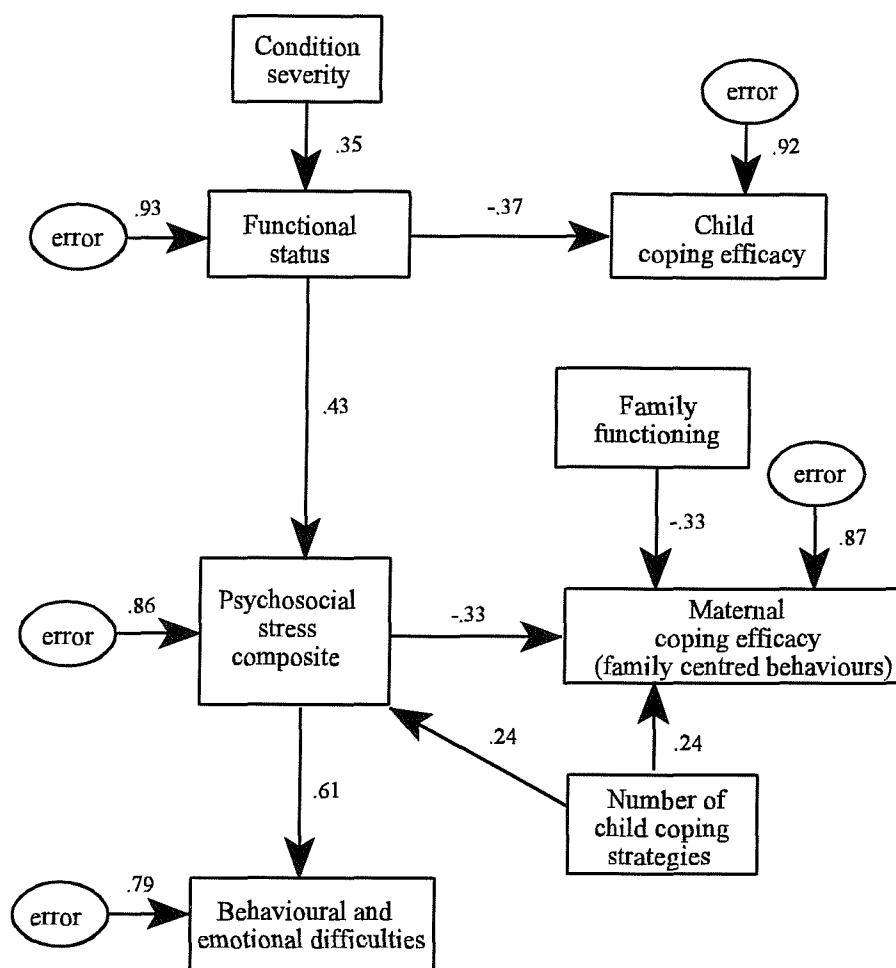 Condition
severity
error
.35
.92
.93
error
Functional
status
-.37
Child
coping efficacy
.43
Family
functioning
error
-.33
.87
.86
error
Psychosocial
stress
composite
-.33
Maternal
coping efficacy
(family centred behaviours)
.24
.24
.61
Number of
child coping
strategies
.79
error
Behavioural and
emotional difficulties